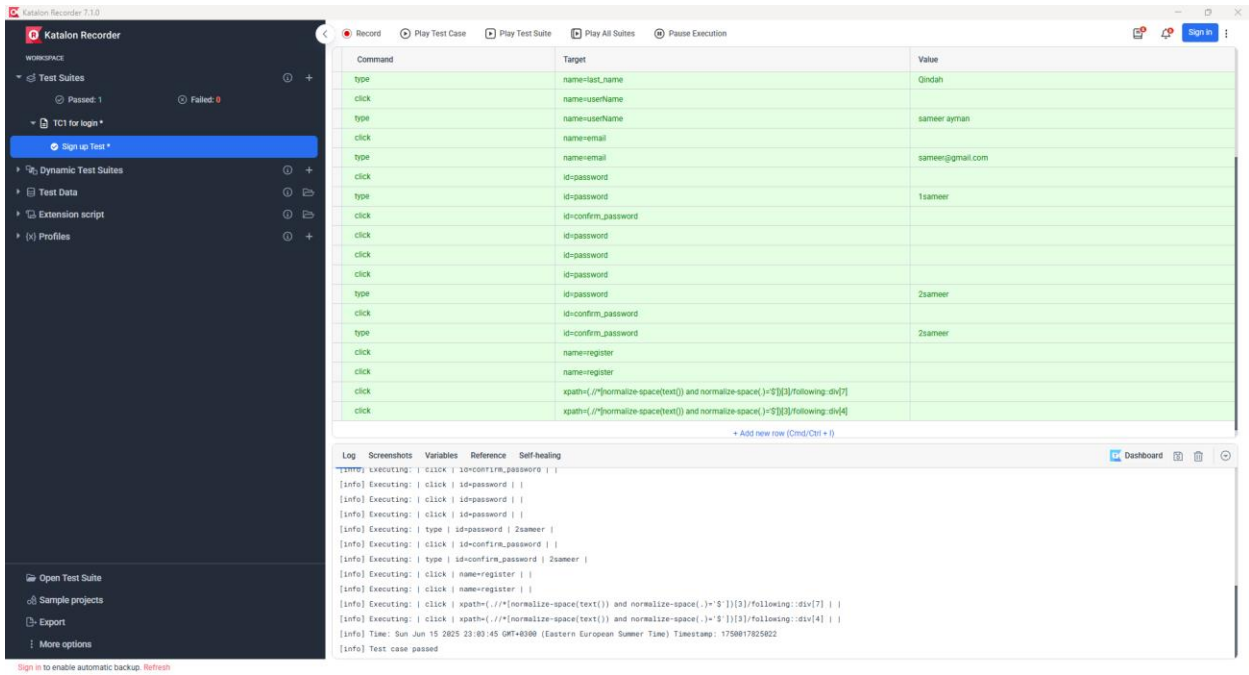 Katalon Recorder 7.1.0
Katalon Recorder
Record Play Test Case Play Test Suite Play All Suites Pause Execution Sign in
WORKSPACE
Test Suites
Passed: 1 Failed: 0
TC1 for login *
Sign up Test *
Dynamic Test Suites
Test Data
Extension script
{x} Profiles
Open Test Suite
Sample projects
Export
More options
Sign in to enable automatic backup. Refresh
Command Target Value
type name=last_name Qindah
click name=userName
type name=userName sameer ayman
click name=email
type name=email sameer@gmail.com
click id=password
type id=password 1sameer
click id=confirm_password
click id=password
click id=password
click id=password
type id=password 2sameer
click id=confirm_password
type id=confirm_password 2sameer
click name=register
click name=register
click xpath=(.//*[normalize-space(text()) and normalize-space(.)='$'])[3]/following::div[7]
click xpath=(.//*[normalize-space(text()) and normalize-space(.)='$'])[3]/following::div[4]
+ Add new row (Cmd/Ctrl + I)
Log Screenshots Variables Reference Self-healing Dashboard
[info] Executing: | click | id=confirm_password | |
[info] Executing: | click | id=password | |
[info] Executing: | click | id=password | |
[info] Executing: | click | id=password | |
[info] Executing: | type | id=password | 2sameer |
[info] Executing: | click | id=confirm_password | |
[info] Executing: | type | id=confirm_password | 2sameer |
[info] Executing: | click | name=register | |
[info] Executing: | click | name=register | |
[info] Executing: | click | xpath=(.//*[normalize-space(text()) and normalize-space(.)='$'])[3]/following::div[7] | |
[info] Executing: | click | xpath=(.//*[normalize-space(text()) and normalize-space(.)='$'])[3]/following::div[4] | |
[info] Time: Sun Jun 15 2025 23:03:45 GMT+0300 (Eastern European Summer Time) Timestamp: 1750017825022
[info] Test case passed